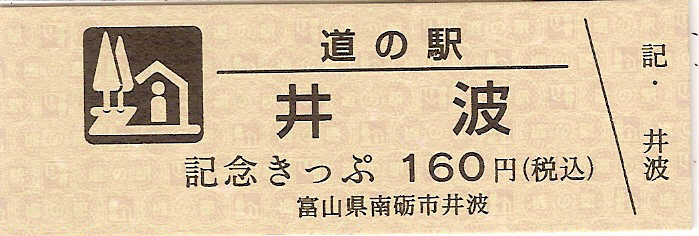 道の駅
井波
記念きっぷ 160円(税込)
富山県南砺市井波
記・井波